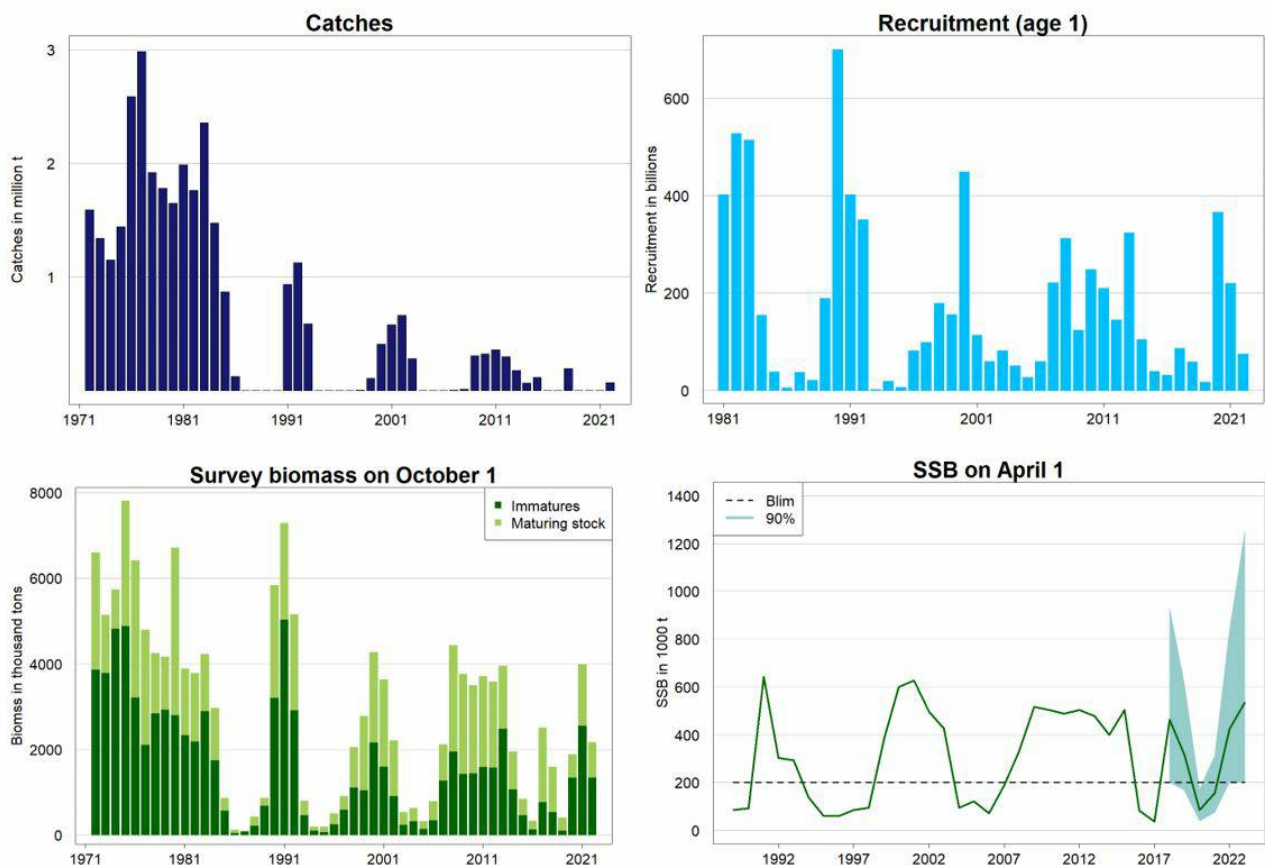 Catches
3
2
1
Catches in million t
1971 1981 1991 2001 2011 2021
Recruitment (age 1)
600
400
200
0
Recruitment in billions
1981 1991 2001 2011 2021
Survey biomass on October 1
8000
6000
4000
2000
0
Biomss in thousand tons
Immatures
Maturing stock
1971 1981 1991 2001 2011 2021
SSB on April 1
1400
1200
1000
800
600
400
200
0
SSB in 1000 t
Blim
90%
1992 1997 2002 2007 2012 2017 2022